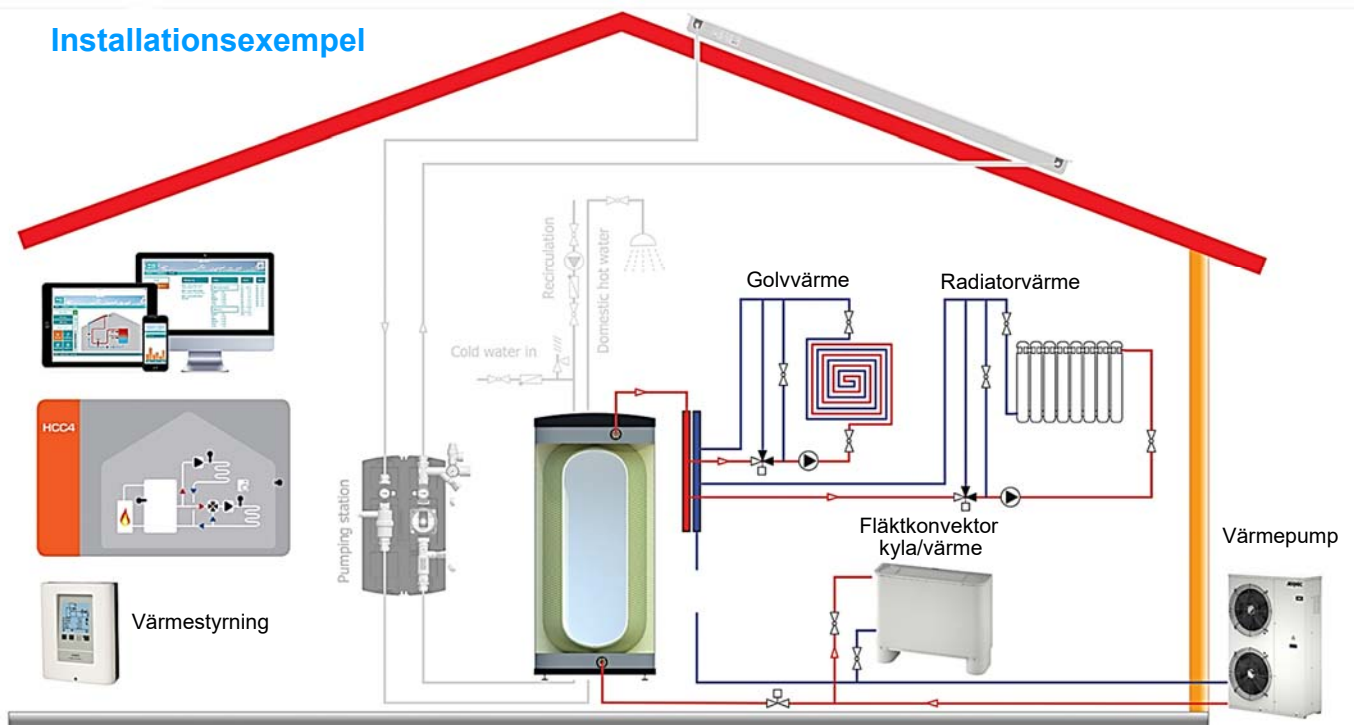 Installationsexempel
Recirculation
Domestic hot water
Cold water in
Golvvärme
Radiatorvärme
HCC4
Pumping station
Fläktkonvektor
kyla/värme
Värmepump
Värmestyrning